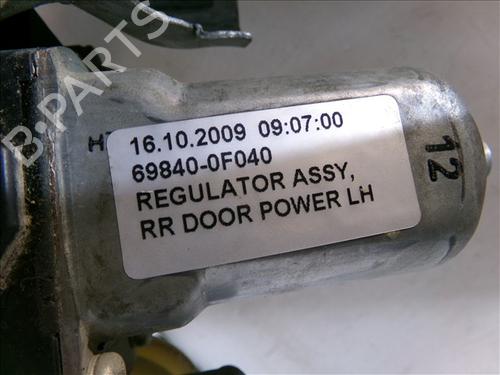 B-PARTS
16.10.2009 09:07:00
69840-0F040
REGULATOR ASSY,
RR DOOR POWER LH
12